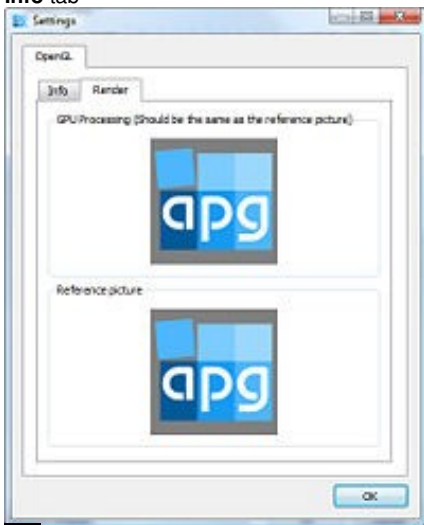 Info tab
Settings
OpenGL
Info
Render
GPU Processing (Should be the same as the reference picture)
apg
Reference picture
apg
OK